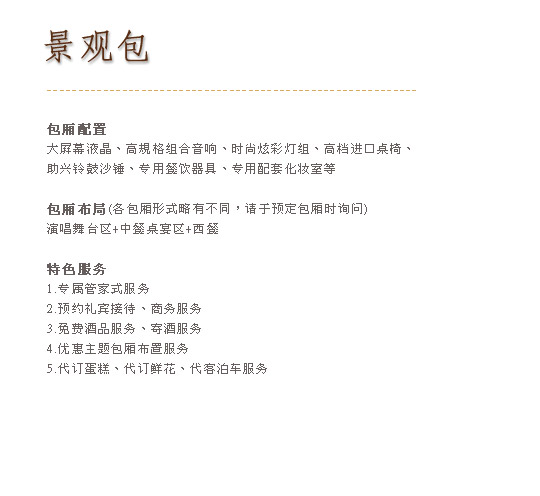 景观包
包厢配置
大屏幕液晶、高规格组合音响、时尚炫彩灯组、高档进口桌椅、
助兴铃鼓沙锤、专用餐饮器具、专用配套化妆室等
包厢布局(各包厢形式略有不同，请于预定包厢时询问)
演唱舞台区+中餐桌宴区+西餐
特色服务
1.专属管家式服务
2.预约礼宾接待、商务服务
3.免费酒品服务、寄酒服务
4.优惠主题包厢布置服务
5.代订蛋糕、代订鲜花、代客泊车服务